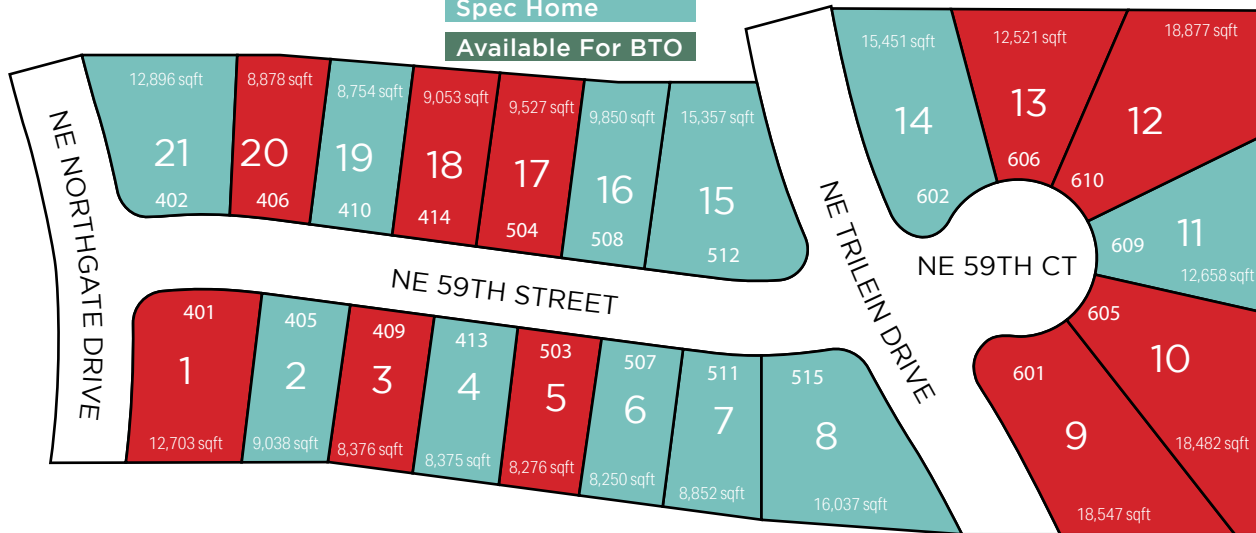 Spec Home
Available For BTO
12,896 sqft
21
402
8,878 sqft
20
406
8,754 sqft
19
410
9,053 sqft
18
414
9,527 sqft
17
504
9,850 sqft
16
508
15,357 sqft
15
512
15,451 sqft
14
602
12,521 sqft
13
606
18,877 sqft
12
610
609
11
12,658 sqft
605
10
18,482 sqft
601
9
18,547 sqft
NE NORTHGATE DRIVE
NE 59TH STREET
NE TRILEIN DRIVE
NE 59TH CT
401
1
12,703 sqft
405
2
9,038 sqft
409
3
8,376 sqft
413
4
8,375 sqft
503
5
8,276 sqft
507
6
8,250 sqft
511
7
8,852 sqft
515
8
16,037 sqft